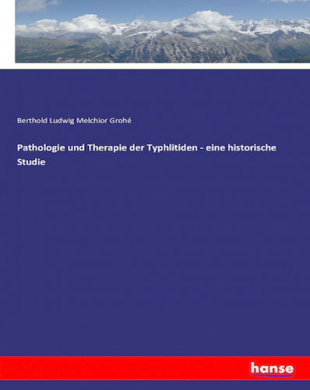 Berthold Ludwig Melchior Grohé
Pathologie und Therapie der Typhlitiden - eine historische
Studie
hanse